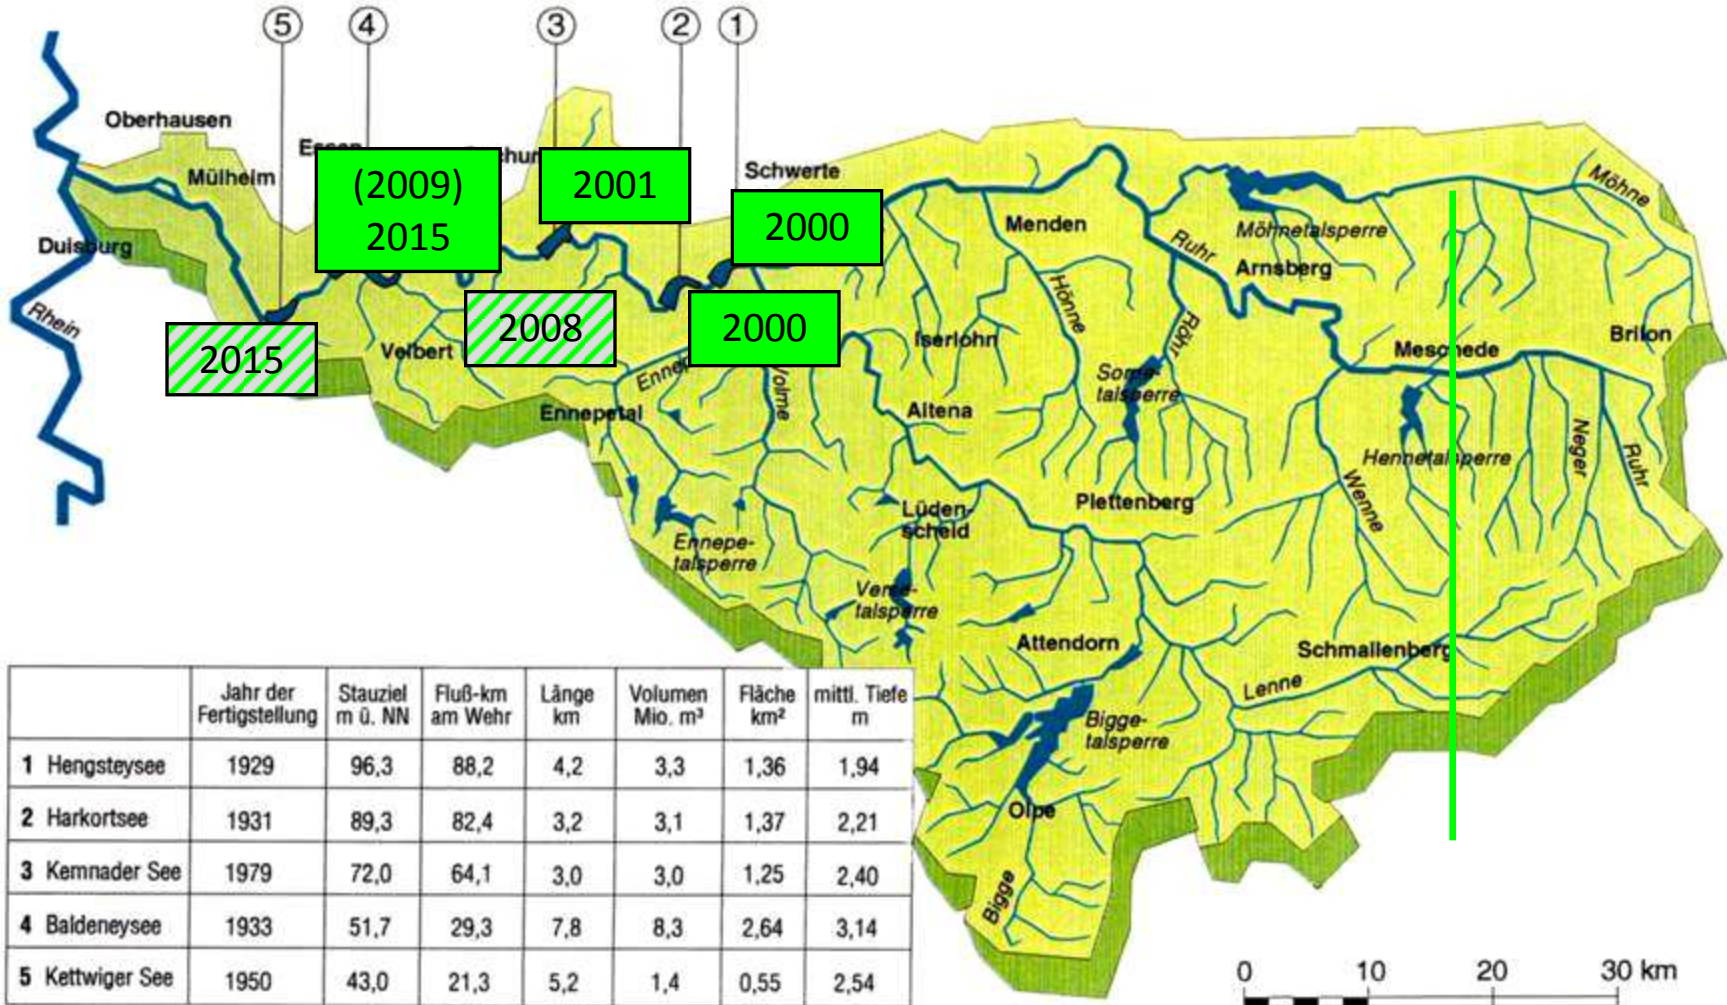 5 4 3 2 1
Oberhausen
Mülheim
Duisburg
Rhein
(2009)
2015
2001
2000
2015
2008
2000
Schwerte
Menden
Ruhr
Möhnetalsperre
Möhne
Arnsberg
Hönne
Röhr
Iserlohn
Velbert
Volme
Ennepetal
Altena
talsperre
Meschede
Brilon
Hennetalsperre
Neger
Ruhr
Wenne
Plettenberg
Lüden-
scheid
Ennepe-
talsperre
Verse-
talsperre
Attendorn
Schmallenberg
Lenne
Bigge-
talsperre
Olpe
Bigge
Jahr der Fertigstellung Stauziel m ü. NN Fluß-km am Wehr Länge km Volumen Mio. m³ Fläche km² mittl. Tiefe m
1 Hengsteysee 1929 96,3 88,2 4,2 3,3 1,36 1,94
2 Harkortsee 1931 89,3 82,4 3,2 3,1 1,37 2,21
3 Kemnader See 1979 72,0 64,1 3,0 3,0 1,25 2,40
4 Baldeneysee 1933 51,7 29,3 7,8 8,3 2,64 3,14
5 Kettwiger See 1950 43,0 21,3 5,2 1,4 0,55 2,54
0 10 20 30 km